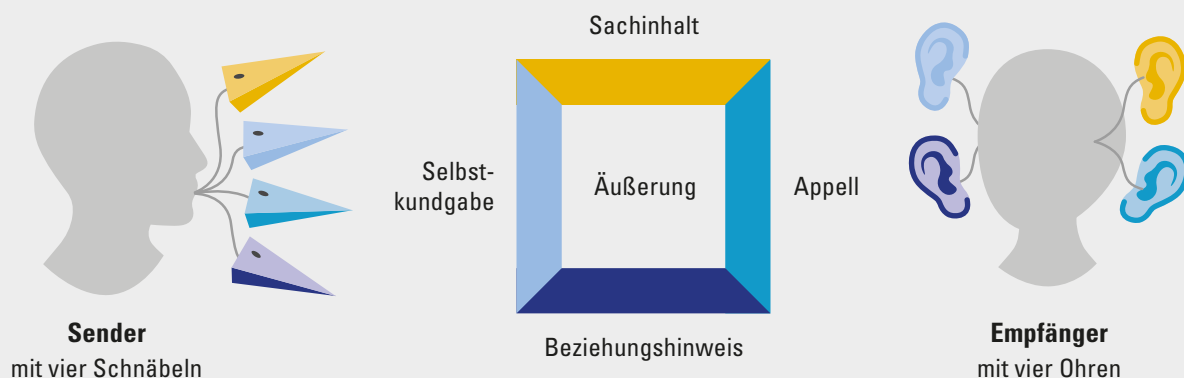 Sachinhalt
Selbst-
kundgabe
Äußerung
Appell
Beziehungshinweis
Sender
mit vier Schnäbeln
Empfänger
mit vier Ohren